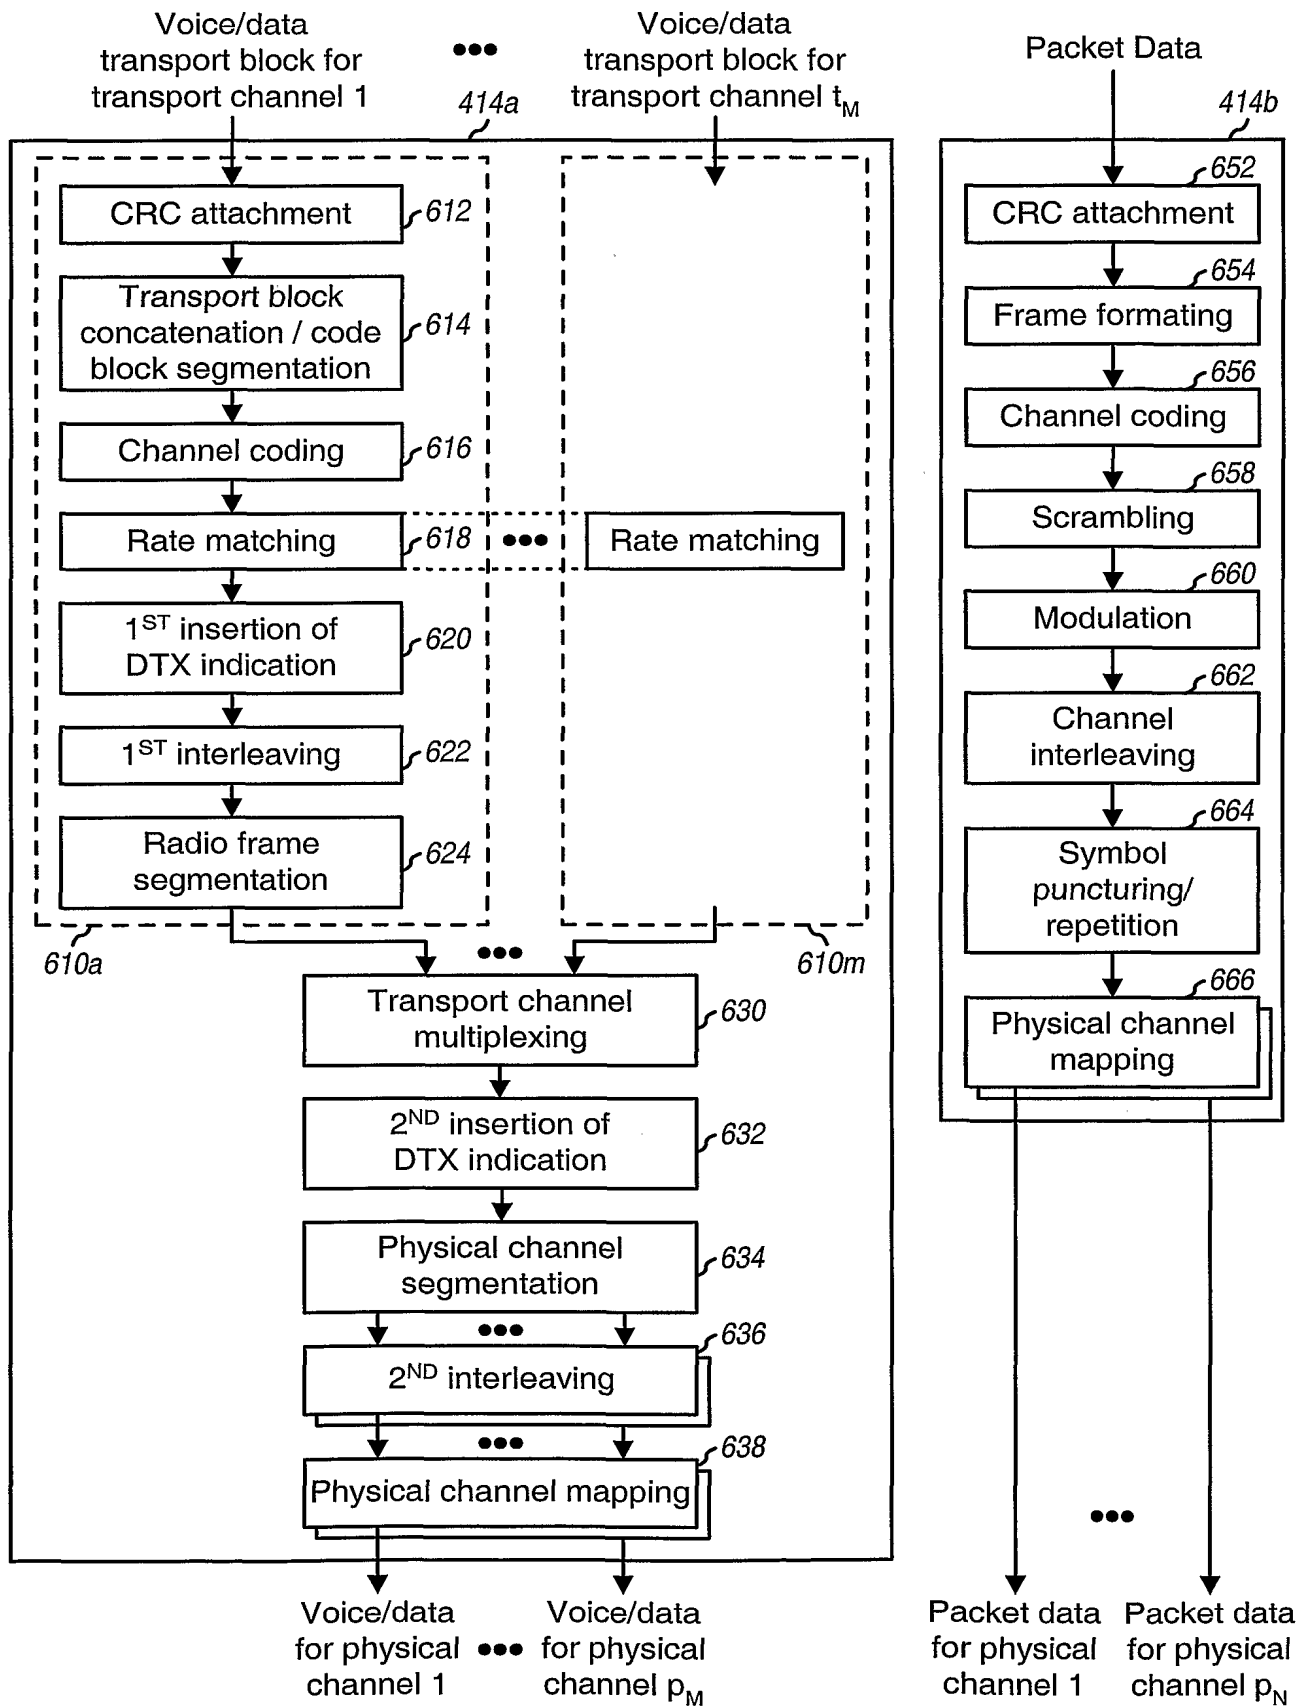 Voice/data
transport block for
transport channel 1
•••
Voice/data
transport block for
transport channel tM
Packet Data
414a
414b
CRC attachment
612
Transport block
concatenation / code
block segmentation
614
Channel coding
616
Rate matching
618
•••
Rate matching
1ST insertion of
DTX indication
620
1ST interleaving
622
Radio frame
segmentation
624
610a
•••
610m
Transport channel
multiplexing
630
2ND insertion of
DTX indication
632
Physical channel
segmentation
634
•••
636
2ND interleaving
•••
638
Physical channel mapping
Voice/data
for physical
channel 1
•••
Voice/data
for physical
channel pM
652
CRC attachment
654
Frame formating
656
Channel coding
658
Scrambling
660
Modulation
662
Channel
interleaving
664
Symbol
puncturing/
repetition
666
Physical channel
mapping
•••
Packet data
for physical
channel 1
Packet data
for physical
channel pN